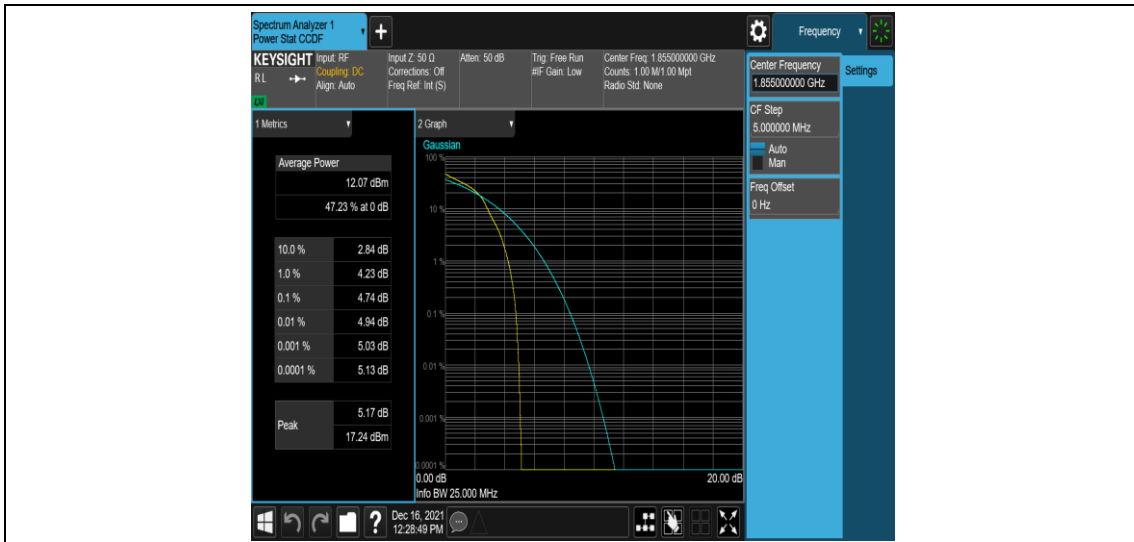 Spectrum Analyzer 1
Power Stat CCDF
+
Frequency
KEYSIGHT
RL
LXI
Input: RF
Coupling: DC
Align: Auto
Input Z: 50 Ω
Corrections: Off
Freq Ref: Int (S)
Atten: 50 dB
Trig: Free Run
#IF Gain: Low
Center Freq: 1.855000000 GHz
Counts: 1.00 M/1.00 Mpt
Radio Std: None
Center Frequency
1.855000000 GHz
Settings
CF Step
5.000000 MHz
Auto
Man
Freq Offset
0 Hz
1 Metrics
Average Power
12.07 dBm
47.23 % at 0 dB
10.0 % 2.84 dB
1.0 % 4.23 dB
0.1 % 4.74 dB
0.01 % 4.94 dB
0.001 % 5.03 dB
0.0001 % 5.13 dB
Peak
5.17 dB
17.24 dBm
2 Graph
Gaussian
100 %
10 %
1 %
0.1 %
0.01 %
0.001 %
0.0001 %
0.00 dB 20.00 dB
Info BW 25.000 MHz
?
Dec 16, 2021
12:28:49 PM